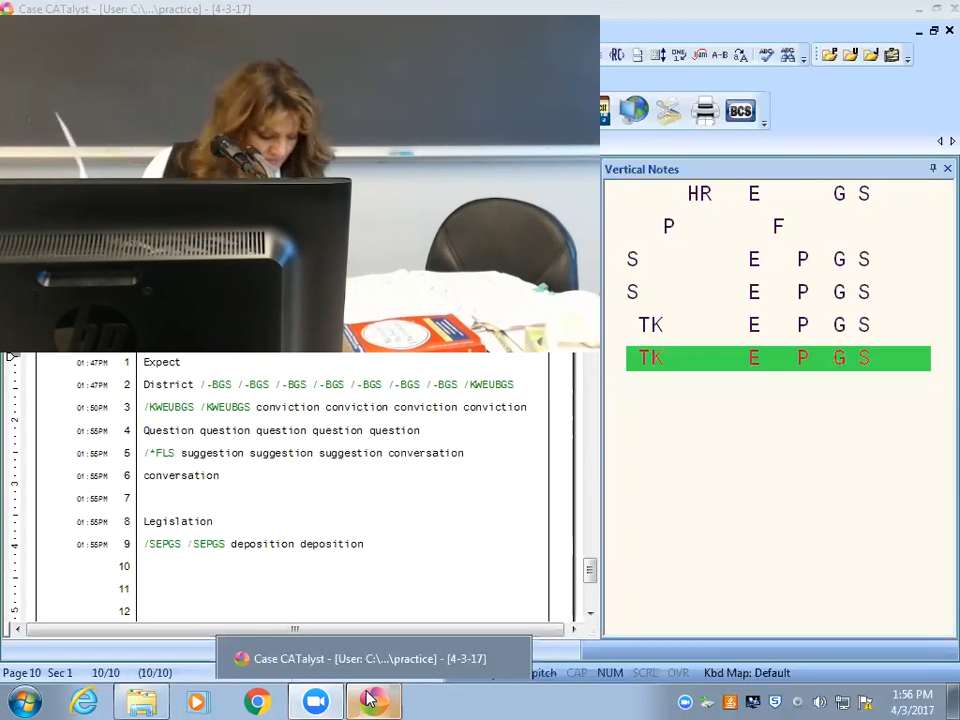 Case CATalyst - [User: C:\...\practice] - [4-3-17]
Vertical Notes
BCS
HR E G S
P F
S E P G S
S E P G S
TK E P G S
TK E P G S
01:47PM 1 Expect
01:47PM 2 District /-BGS /-BGS /-BGS /-BGS /-BGS /-BGS /-BGS /KWEUBGS
01:50PM 3 /KWEUBGS /KWEUBGS conviction conviction conviction conviction
01:55PM 4 Question question question question question
01:55PM 5 /*FLS suggestion suggestion suggestion conversation
01:55PM 6 conversation
01:55PM 7
01:55PM 8 Legislation
01:55PM 9 /SEPGS /SEPGS deposition deposition
10
11
12
Case CATalyst - [User: C:\...\practice] - [4-3-17]
Page 10 Sec 1 10/10 (10/10) pitch CAP NUM SCRL OVR Kbd Map: Default
1:56 PM
4/3/2017
hp